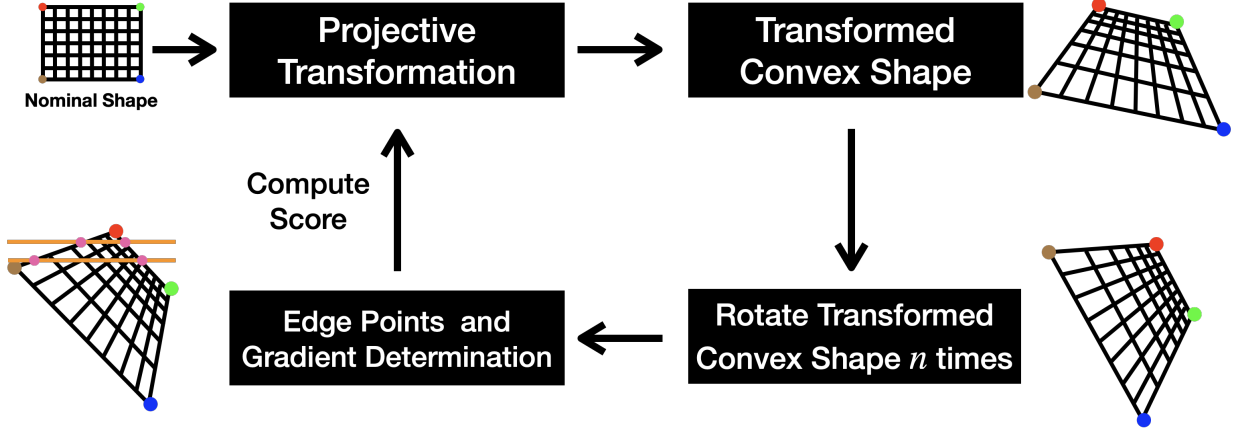 Nominal Shape
Projective
Transformation
Transformed
Convex Shape
Compute
Score
Edge Points and
Gradient Determination
Rotate Transformed
Convex Shape n times